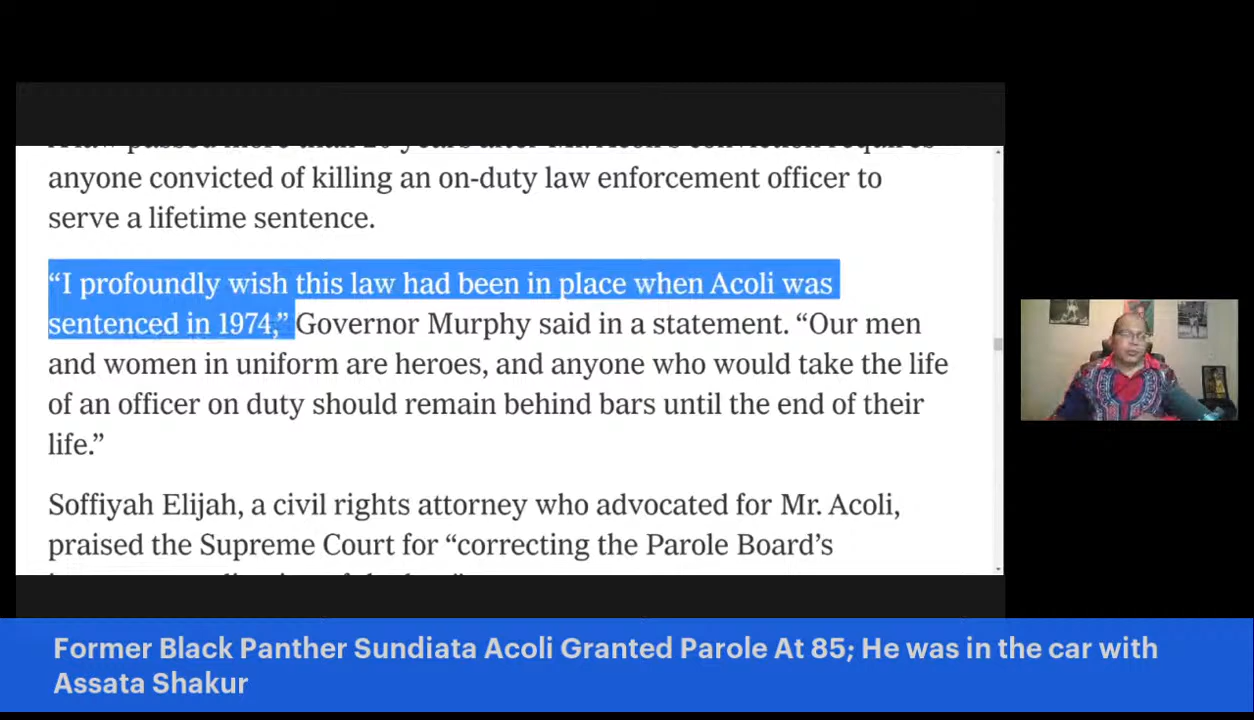 anyone convicted of killing an on-duty law enforcement officer to
serve a lifetime sentence.
“I profoundly wish this law had been in place when Acoli was
sentenced in 1974,” Governor Murphy said in a statement. “Our men
and women in uniform are heroes, and anyone who would take the life
of an officer on duty should remain behind bars until the end of their
life.”
Soffiyah Elijah, a civil rights attorney who advocated for Mr. Acoli,
praised the Supreme Court for “correcting the Parole Board’s
Former Black Panther Sundiata Acoli Granted Parole At 85; He was in the car with
Assata Shakur